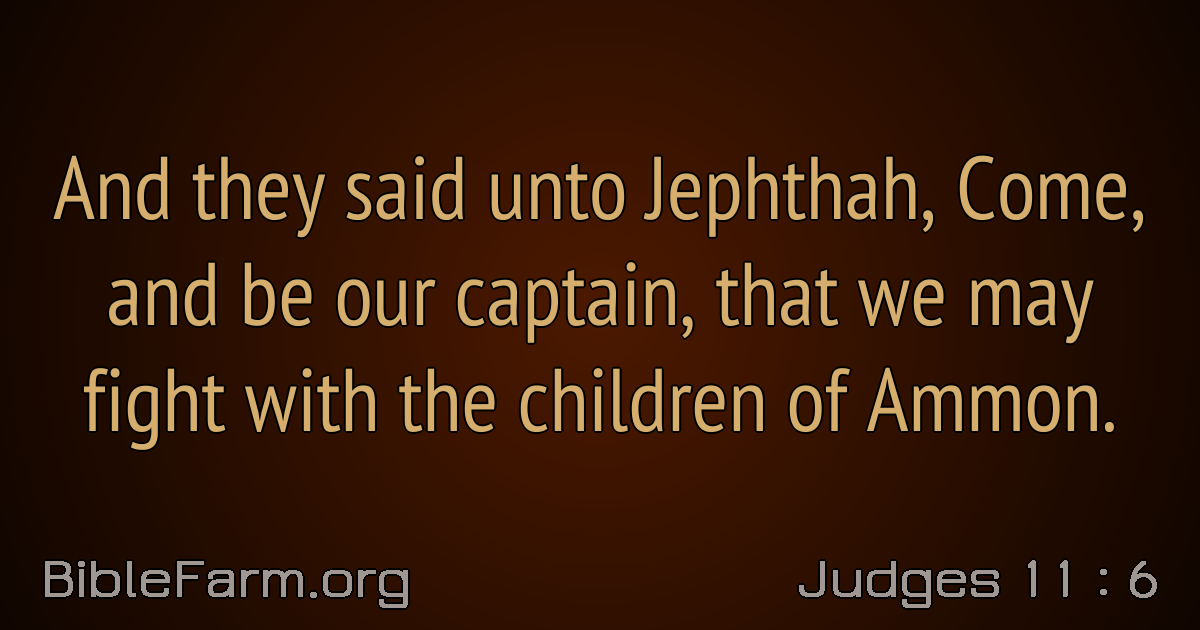 And they said unto Jephthah, Come,
and be our captain, that we may
fight with the children of Ammon.
BibleFarm.org
Judges 11 : 6